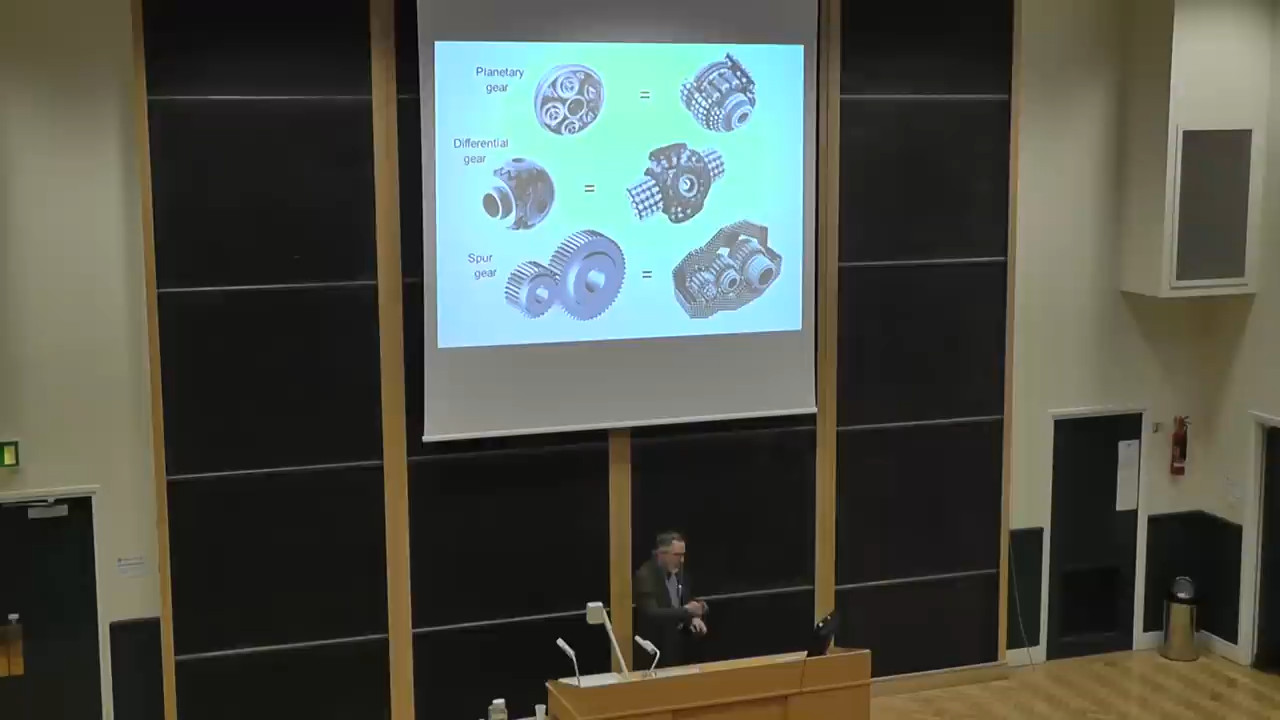 Planetary
gear
=
Differential
gear
=
Spur
gear
=